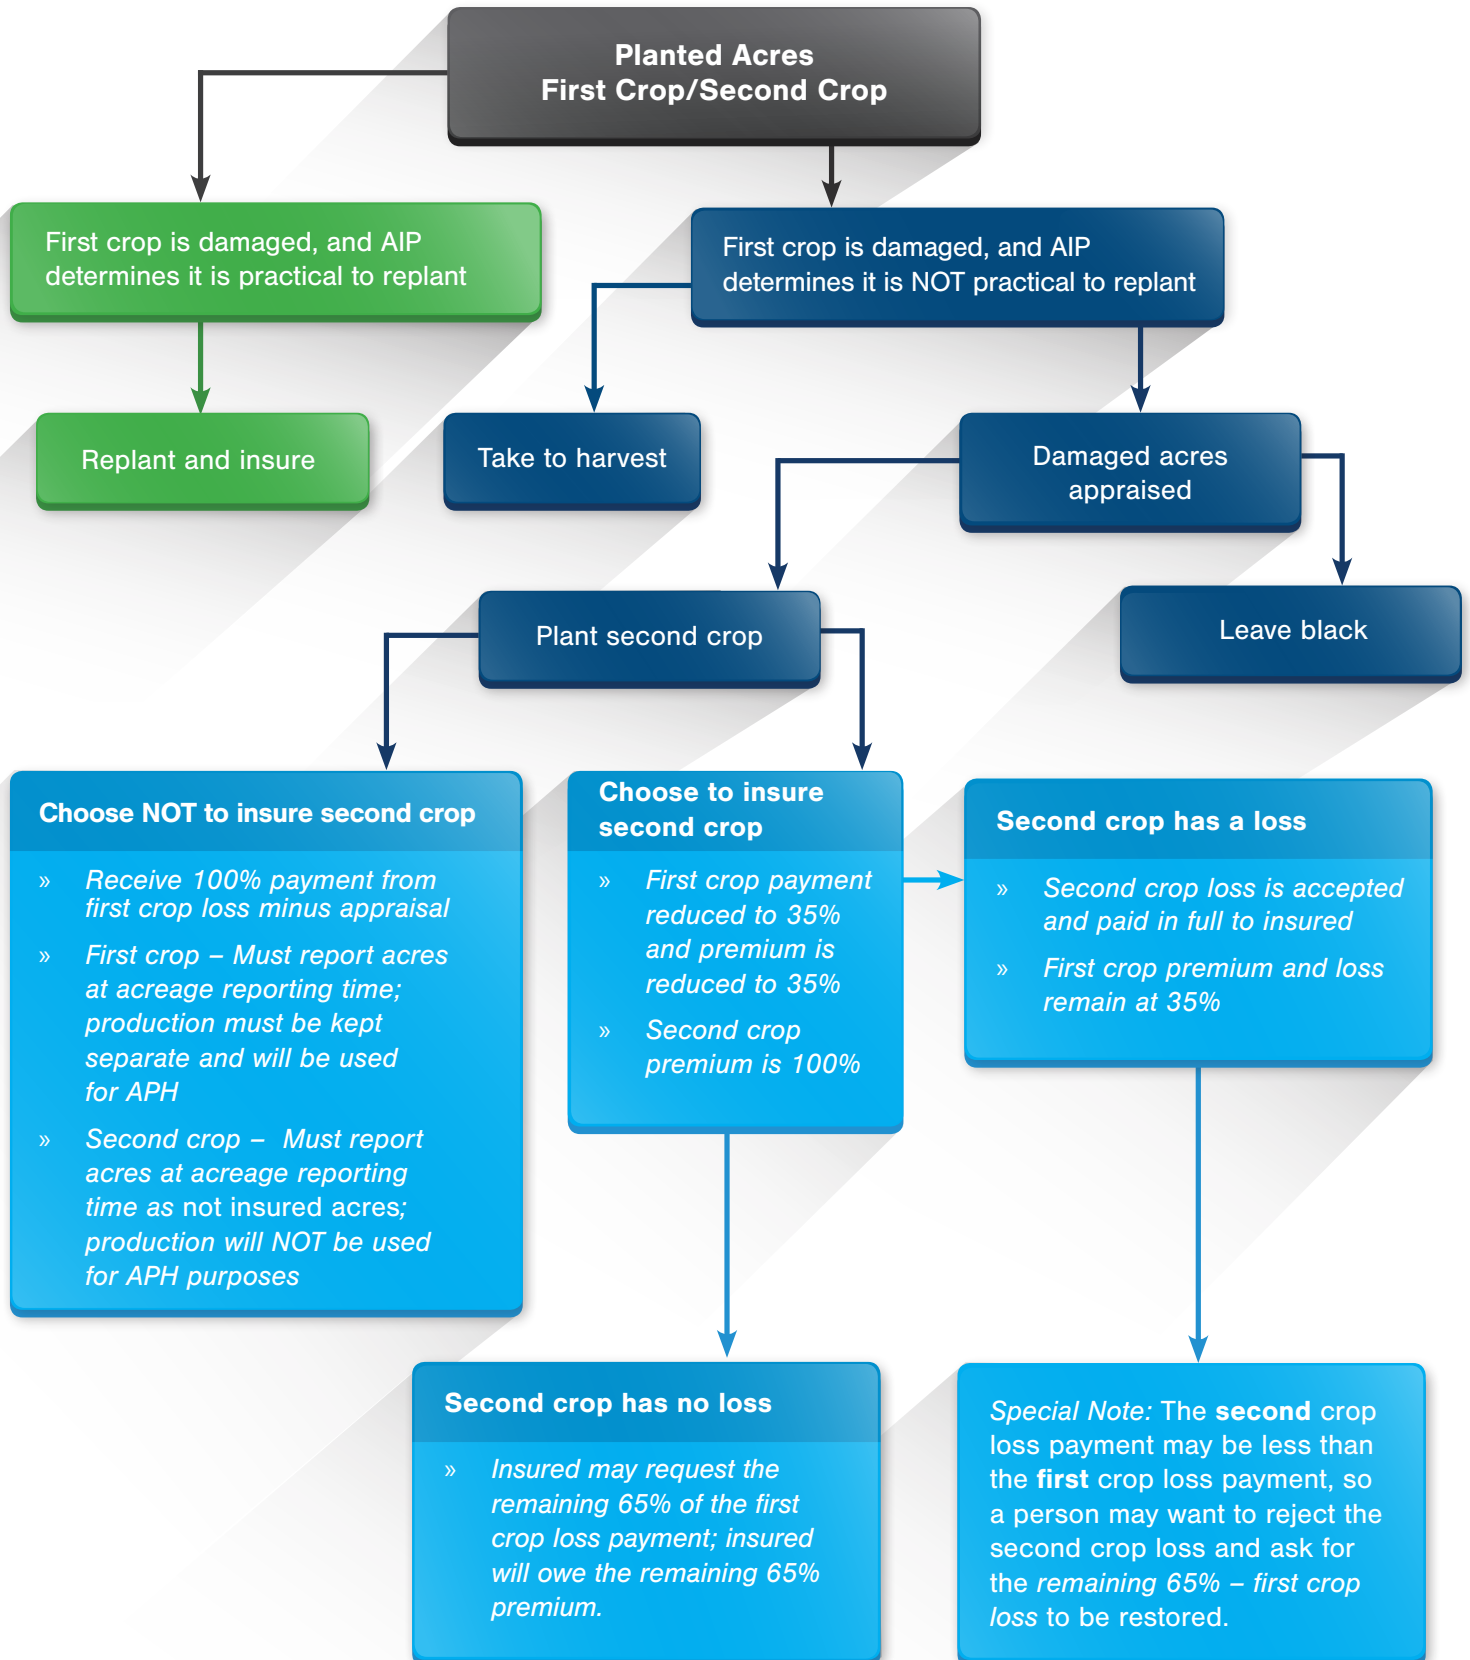 Planted Acres
First Crop/Second Crop
First crop is damaged, and AIP
determines it is practical to replant
First crop is damaged, and AIP
determines it is NOT practical to replant
Replant and insure
Take to harvest
Damaged acres
appraised
Plant second crop
Leave black
Choose NOT to insure second crop
» Receive 100% payment from
first crop loss minus appraisal
» First crop – Must report acres
at acreage reporting time;
production must be kept
separate and will be used
for APH
» Second crop – Must report
acres at acreage reporting
time as not insured acres;
production will NOT be used
for APH purposes
Choose to insure
second crop
» First crop payment
reduced to 35%
and premium is
reduced to 35%
» Second crop
premium is 100%
Second crop has a loss
» Second crop loss is accepted
and paid in full to insured
» First crop premium and loss
remain at 35%
Second crop has no loss
» Insured may request the
remaining 65% of the first
crop loss payment; insured
will owe the remaining 65%
premium.
Special Note: The second crop
loss payment may be less than
the first crop loss payment, so
a person may want to reject the
second crop loss and ask for
the remaining 65% – first crop
loss to be restored.